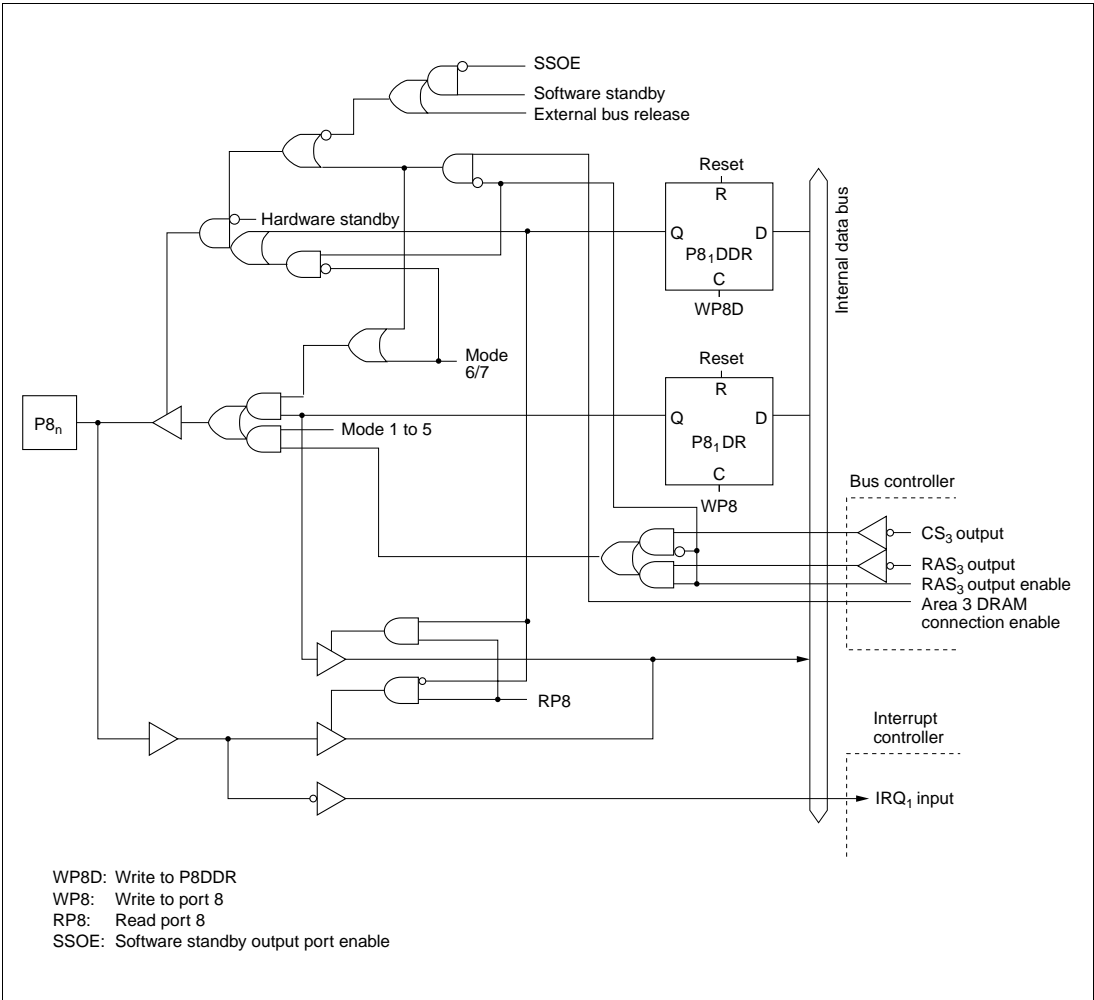 SSOE
Software standby
External bus release
Reset
R
Q
D
P8₁DDR
C
WP8D
Internal data bus
Hardware standby
Mode
6/7
Reset
R
Q
D
P8₁DR
C
WP8
P8ₙ
Mode 1 to 5
Bus controller
CS₃ output
RAS₃ output
RAS₃ output enable
Area 3 DRAM
connection enable
RP8
Interrupt
controller
IRQ₁ input
WP8D: Write to P8DDR
WP8: Write to port 8
RP8: Read port 8
SSOE: Software standby output port enable